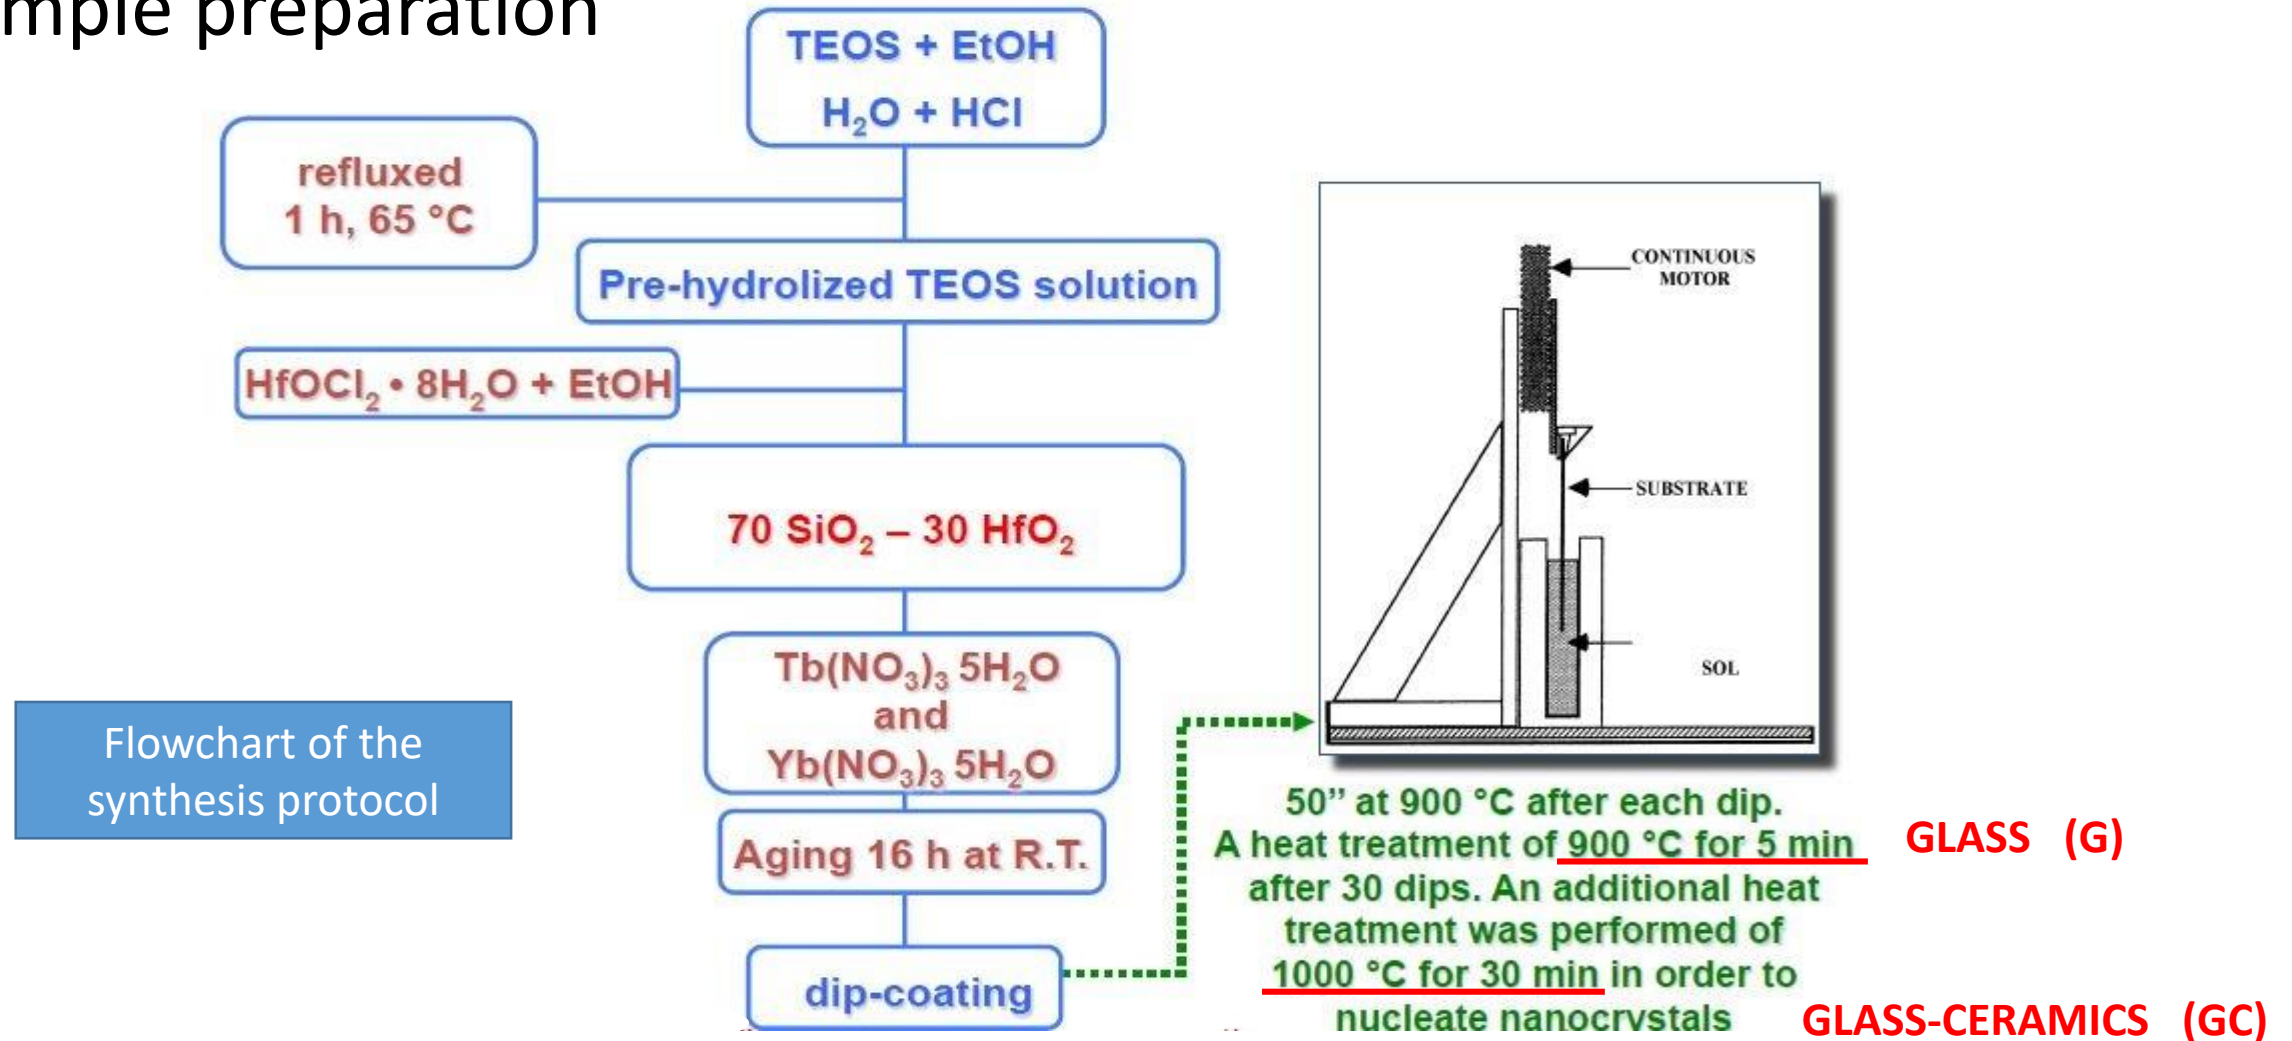 mple preparation
TEOS + EtOH
H₂O + HCl
refluxed
1 h, 65 °C
Pre-hydrolized TEOS solution
HfOCl₂ • 8H₂O + EtOH
70 SiO₂ – 30 HfO₂
Tb(NO₃)₃ 5H₂O
and
Yb(NO₃)₃ 5H₂O
Aging 16 h at R.T.
dip-coating
Flowchart of the
synthesis protocol
CONTINUOUS
MOTOR
SUBSTRATE
SOL
50’’ at 900 °C after each dip.
A heat treatment of 900 °C for 5 min
after 30 dips. An additional heat
treatment was performed of
1000 °C for 30 min in order to
nucleate nanocrystals
GLASS (G)
GLASS-CERAMICS (GC)